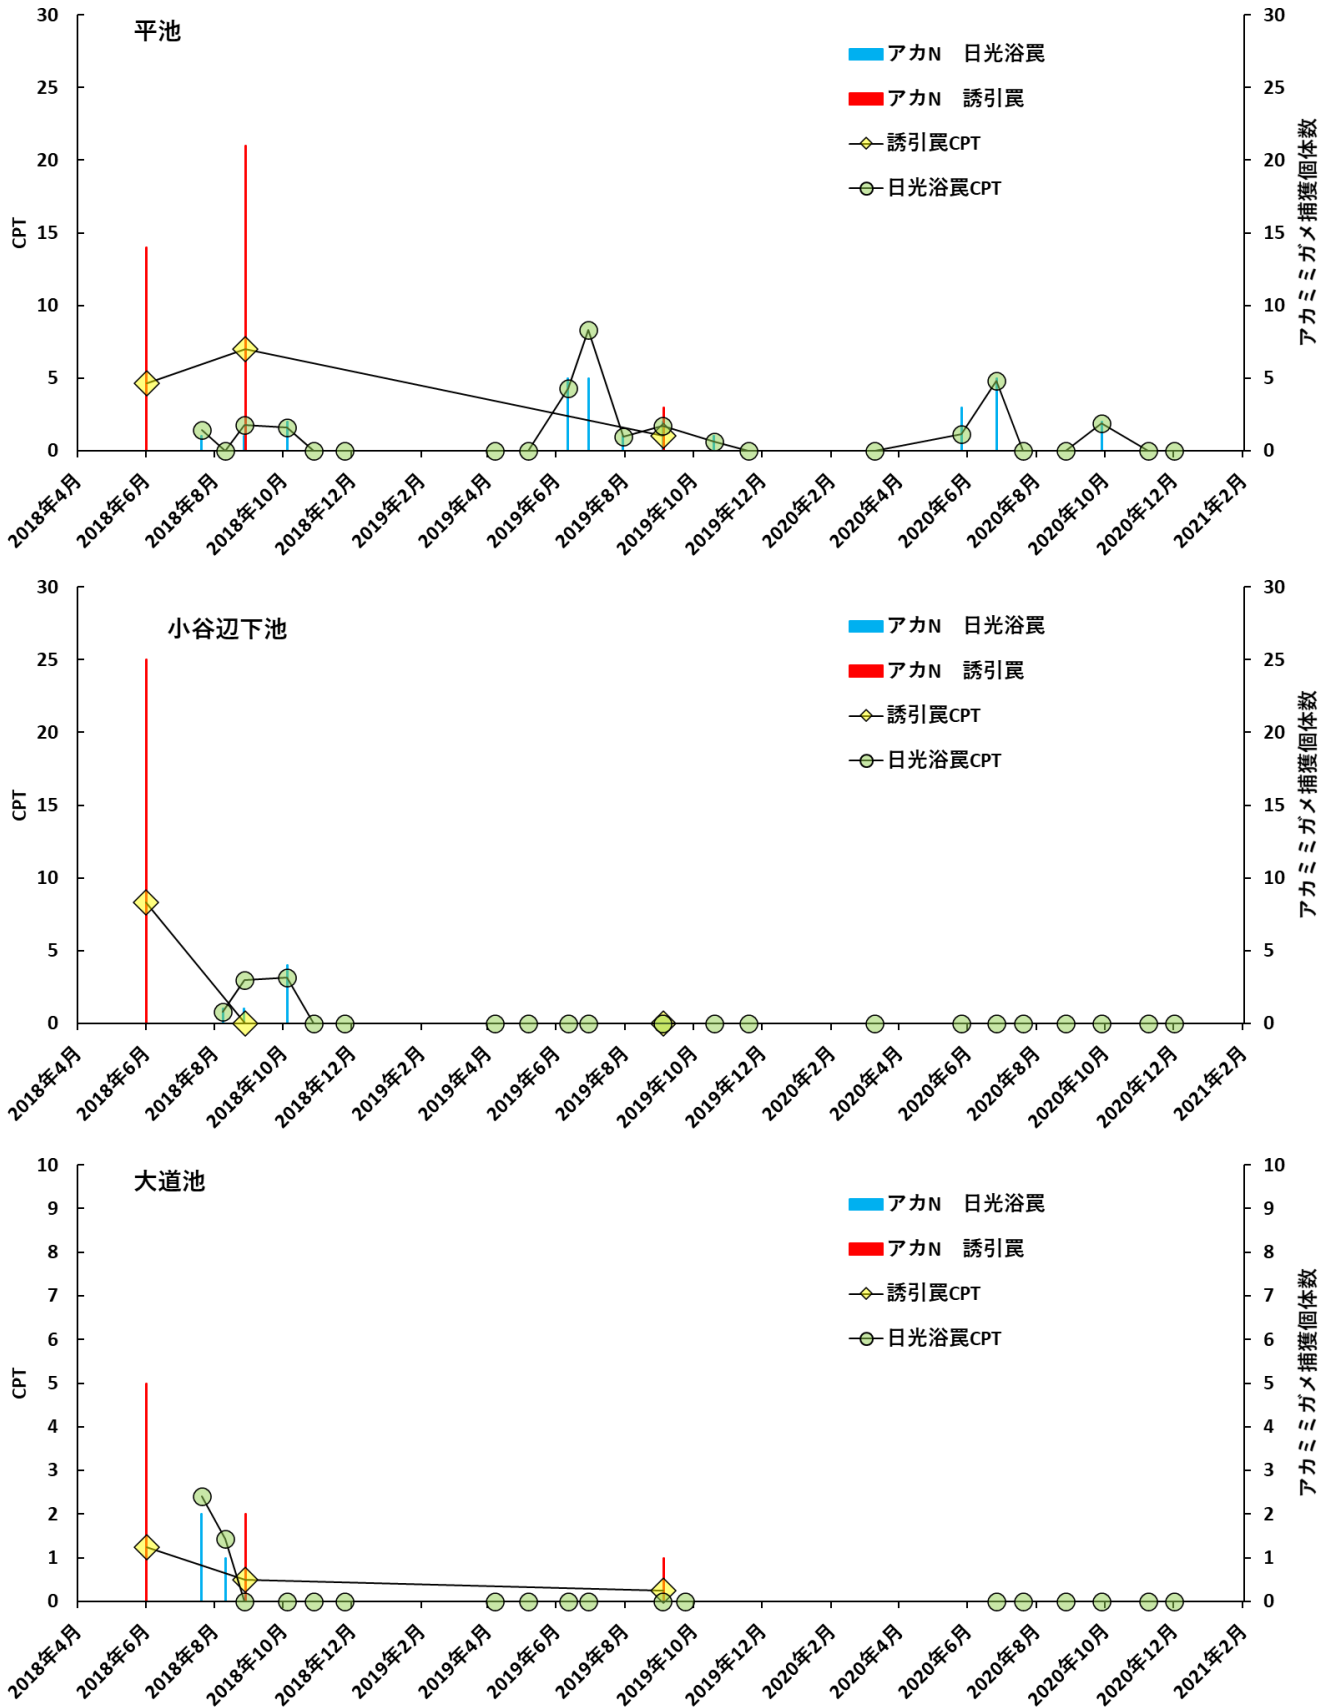 平池
アカN 日光浴罠
アカN 誘引罠
誘引罠CPT
日光浴罠CPT
CPT
30
25
20
15
10
5
0
30
25
20
15
10
5
0
アカミミガメ捕獲個体数
2018年4月
2018年6月
2018年8月
2018年10月
2018年12月
2019年2月
2019年4月
2019年6月
2019年8月
2019年10月
2019年12月
2020年2月
2020年4月
2020年6月
2020年8月
2020年10月
2020年12月
2021年2月
小谷辺下池
アカN 日光浴罠
アカN 誘引罠
誘引罠CPT
日光浴罠CPT
CPT
30
25
20
15
10
5
0
30
25
20
15
10
5
0
アカミミガメ捕獲個体数
2018年4月
2018年6月
2018年8月
2018年10月
2018年12月
2019年2月
2019年4月
2019年6月
2019年8月
2019年10月
2019年12月
2020年2月
2020年4月
2020年6月
2020年8月
2020年10月
2020年12月
2021年2月
大道池
アカN 日光浴罠
アカN 誘引罠
誘引罠CPT
日光浴罠CPT
CPT
10
9
8
7
6
5
4
3
2
1
0
10
9
8
7
6
5
4
3
2
1
0
アカミミガメ捕獲個体数
2018年4月
2018年6月
2018年8月
2018年10月
2018年12月
2019年2月
2019年4月
2019年6月
2019年8月
2019年10月
2019年12月
2020年2月
2020年4月
2020年6月
2020年8月
2020年10月
2020年12月
2021年2月